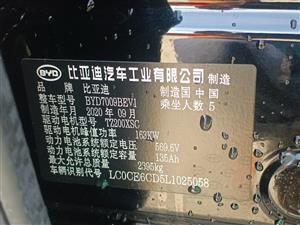 BYD 比亚迪汽车工业有限公司 制造
品牌 比亚迪 制造国 中国
整车型号 BYD7009BEV1 乘坐人数 5
制造年月 2020 年 09 月
驱动电机型号 TZ200XSC
驱动电机峰值功率 163KW
动力电池系统额定电压 569.6V
动力电池系统额定容量 135Ah
最大允许总质量 2395kg
车辆识别代号 LC0CE6CD5L1025058